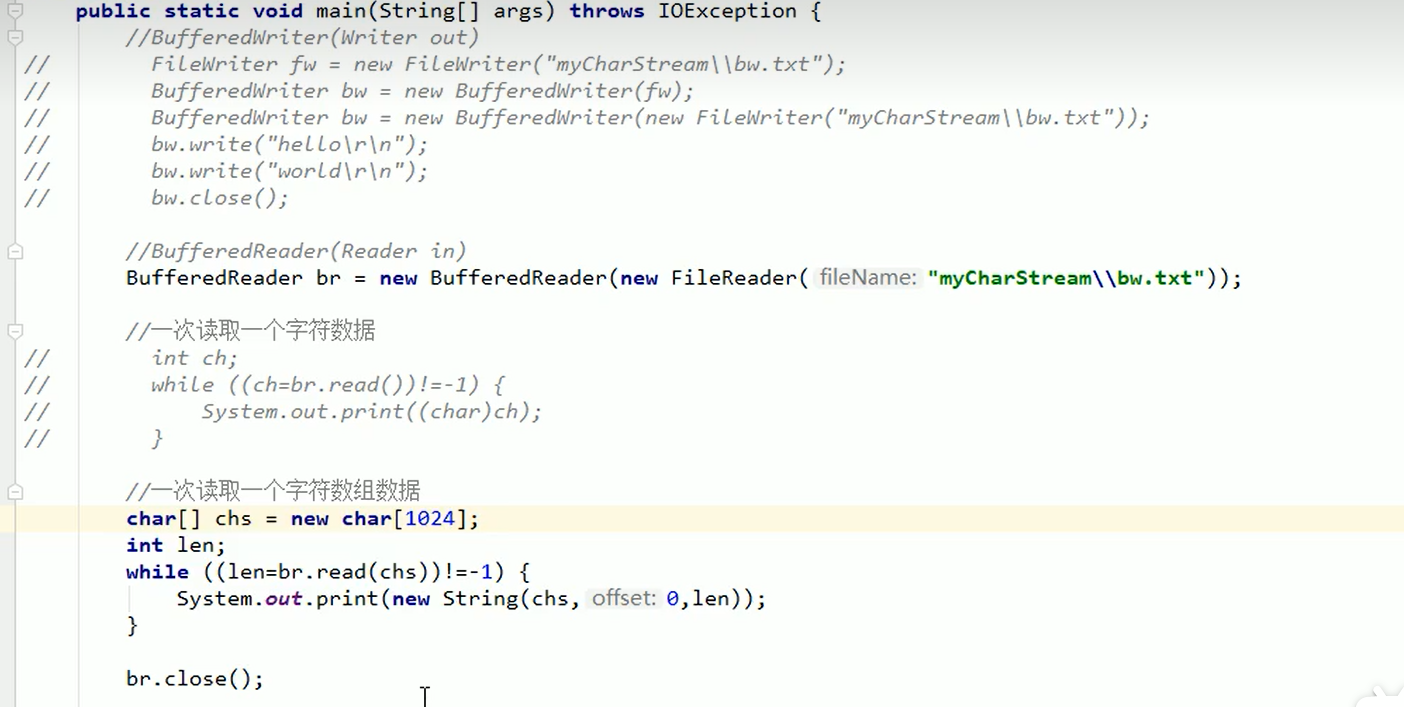 public static void main(String[] args) throws IOException {
//BufferedWriter(Writer out)
// FileWriter fw = new FileWriter("myCharStream\\bw.txt");
// BufferedWriter bw = new BufferedWriter(fw);
// BufferedWriter bw = new BufferedWriter(new FileWriter("myCharStream\\bw.txt"));
// bw.write("hello\r\n");
// bw.write("world\r\n");
// bw.close();
//BufferedReader(Reader in)
BufferedReader br = new BufferedReader(new FileReader( fileName: "myCharStream\\bw.txt"));
//一次读取一个字符数据
// int ch;
// while ((ch=br.read())!=-1) {
// System.out.print((char)ch);
// }
//一次读取一个字符数组数据
char[] chs = new char[1024];
int len;
while ((len=br.read(chs))!=-1) {
System.out.print(new String(chs, offset: 0,len));
}
br.close();